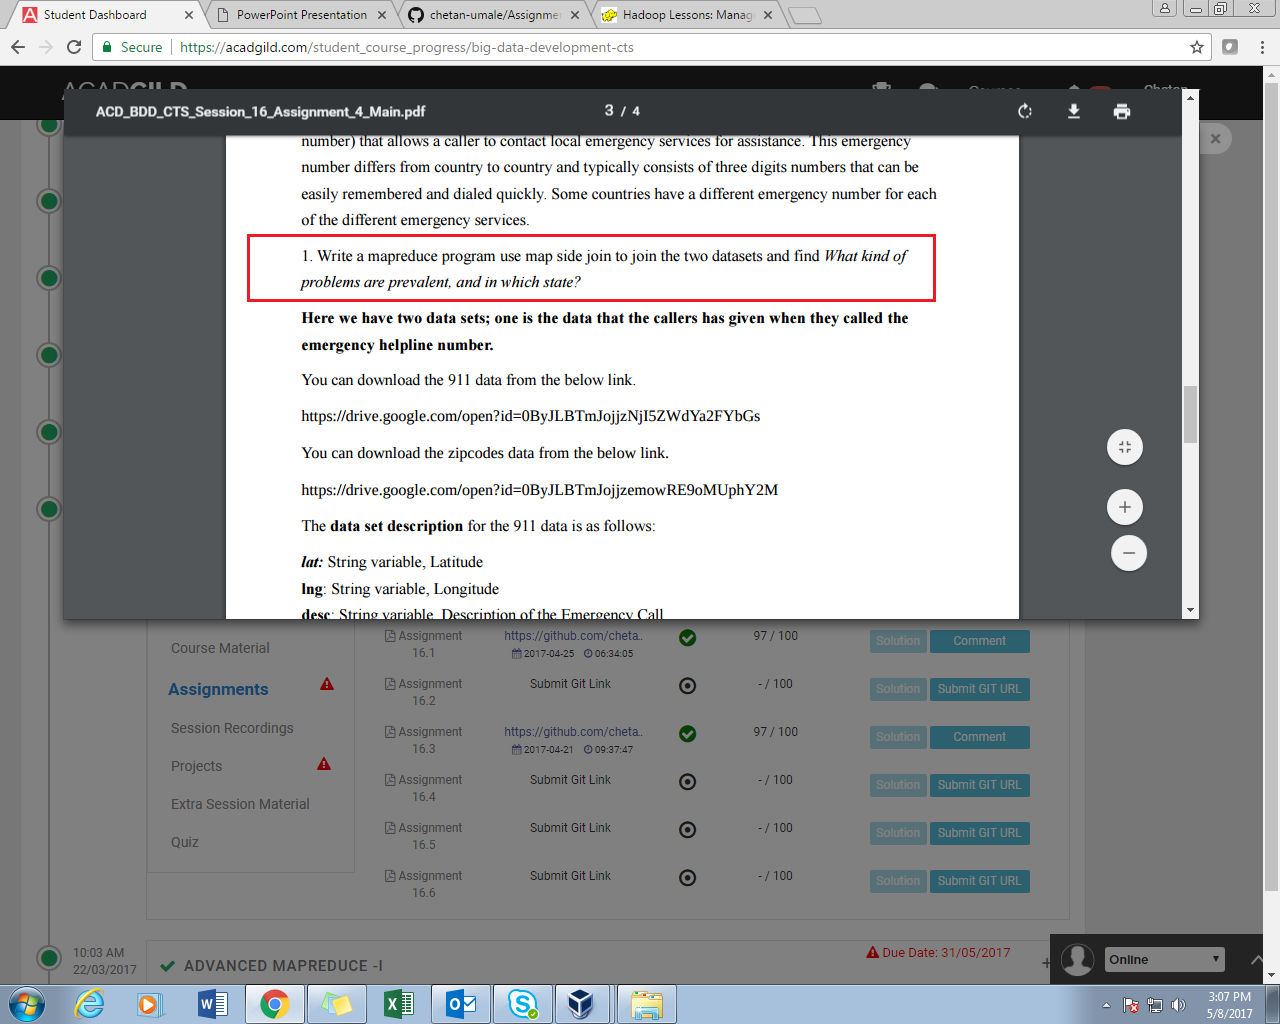 Student Dashboard
PowerPoint Presentation
chetan-umale/Assignme
Hadoop Lessons: Manag
Secure
https://acadgild.com/student_course_progress/big-data-development-cts
ACD_BDD_CTS_Session_16_Assignment_4_Main.pdf
3 / 4
number) that allows a caller to contact local emergency services for assistance. This emergency
number differs from country to country and typically consists of three digits numbers that can be
easily remembered and dialed quickly. Some countries have a different emergency number for each
of the different emergency services.
1. Write a mapreduce program use map side join to join the two datasets and find What kind of
problems are prevalent, and in which state?
Here we have two data sets; one is the data that the callers has given when they called the
emergency helpline number.
You can download the 911 data from the below link.
https://drive.google.com/open?id=0ByJLBTmJojjzNjI5ZWdYa2FYbGs
You can download the zipcodes data from the below link.
https://drive.google.com/open?id=0ByJLBTmJojjzemowRE9oMUphY2M
The data set description for the 911 data is as follows:
lat: String variable, Latitude
lng: String variable, Longitude
desc: String variable, Description of the Emergency Call
Course Material
Assignments
Session Recordings
Projects
Extra Session Material
Quiz
Assignment
16.1
https://github.com/cheta..
2017-04-25 06:34:05
97 / 100
Solution
Comment
Assignment
16.2
Submit Git Link
- / 100
Solution
Submit GIT URL
Assignment
16.3
https://github.com/cheta..
2017-04-21 09:37:47
97 / 100
Solution
Comment
Assignment
16.4
Submit Git Link
- / 100
Solution
Submit GIT URL
Assignment
16.5
Submit Git Link
- / 100
Solution
Submit GIT URL
Assignment
16.6
Submit Git Link
- / 100
Solution
Submit GIT URL
10:03 AM
22/03/2017
ADVANCED MAPREDUCE -I
Due Date: 31/05/2017
Online
3:07 PM
5/8/2017